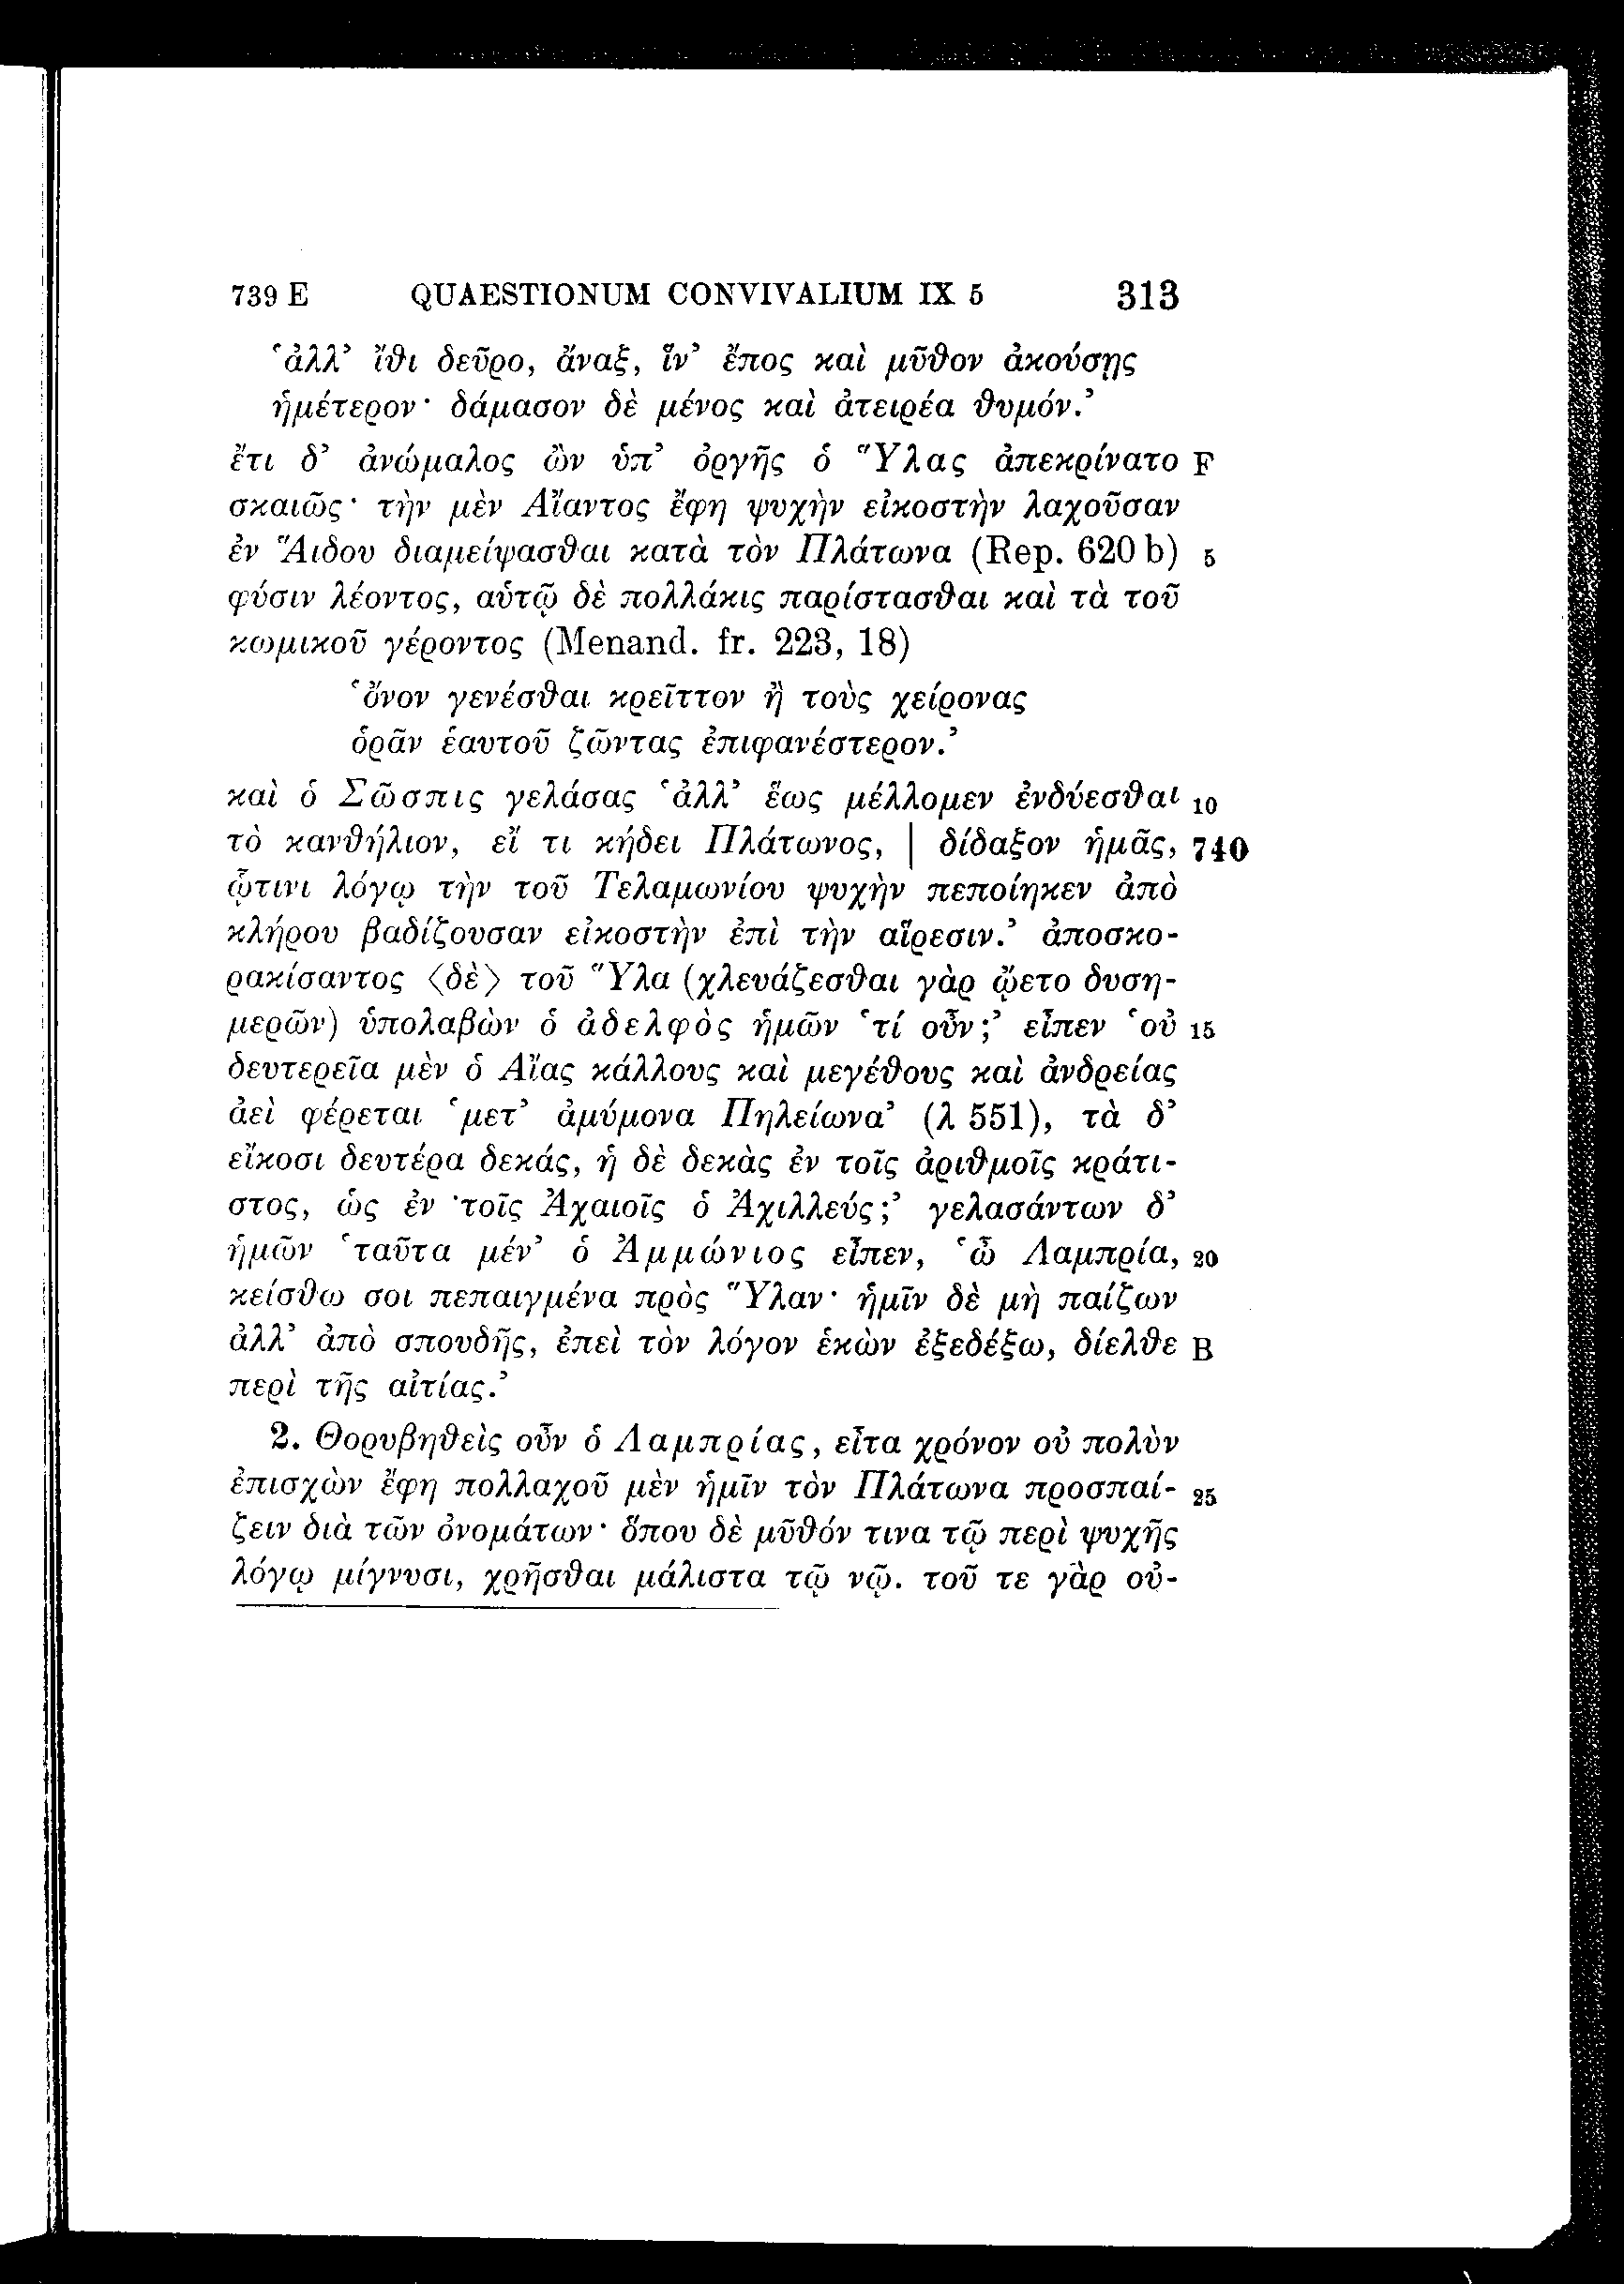 739 E QUAESTIONUM CONVIVALIUM IX 5 313
‘ἀλλ’ ἴθι δεῦρο, ἄναξ, ἵν’ ἔπος καὶ μῦθον ἀκούσῃς
ἡμέτερον· δάμασον δὲ μένος καὶ ἀτειρέα θυμόν.’
ἔτι δ’ ἀνώμαλος ὢν ὑπ’ ὀργῆς ὁ Ὕλας ἀπεκρίνατο F
σκαιῶς· τὴν μὲν Αἴαντος ἔφη ψυχὴν εἰκοστὴν λαχοῦσαν
ἐν Ἅιδου διαμείψασθαι κατὰ τὸν Πλάτωνα (Rep. 620 b) 5
φύσιν λέοντος, αὑτῷ δὲ πολλάκις παρίστασθαι καὶ τὰ τοῦ
κωμικοῦ γέροντος (Menand. fr. 223, 18)
‘ὄνον γενέσθαι κρεῖττον ἢ τοὺς χείρονας
ὁρᾶν ἑαυτοῦ ζῶντας ἐπιφανέστερον.’
καὶ ὁ Σῶσπις γελάσας ‘ἀλλ’ ἕως μέλλομεν ἐνδύεσθαι 10
τὸ κανθήλιον, εἴ τι κήδει Πλάτωνος, | δίδαξον ἡμᾶς, 740
ᾧτινι λόγῳ τὴν τοῦ Τελαμωνίου ψυχὴν πεποίηκεν ἀπὸ
κλήρου βαδίζουσαν εἰκοστὴν ἐπὶ τὴν αἵρεσιν.’ ἀποσκο-
ρακίσαντος ⟨δὲ⟩ τοῦ Ὕλα (χλευάζεσθαι γὰρ ᾤετο δυση-
μερῶν) ὑπολαβὼν ὁ ἀδελφὸς ἡμῶν ‘τί οὖν;’ εἶπεν ‘οὐ 15
δευτερεῖα μὲν ὁ Αἴας κάλλους καὶ μεγέθους καὶ ἀνδρείας
ἀεὶ φέρεται ‘μετ’ ἀμύμονα Πηλείωνα’ (λ 551), τὰ δ’
εἴκοσι δευτέρα δεκάς, ἡ δὲ δεκὰς ἐν τοῖς ἀριθμοῖς κράτι-
στος, ὡς ἐν τοῖς Ἀχαιοῖς ὁ Ἀχιλλεύς;’ γελασάντων δ’
ἡμῶν ‘ταῦτα μέν’ ὁ Ἀμμώνιος εἶπεν, ‘ὦ Λαμπρία, 20
κείσθω σοι πεπαιγμένα πρὸς Ὕλαν· ἡμῖν δὲ μὴ παίζων
ἀλλ’ ἀπὸ σπουδῆς, ἐπεὶ τὸν λόγον ἑκὼν ἐξεδέξω, δίελθε B
περὶ τῆς αἰτίας.’
2. Θορυβηθεὶς οὖν ὁ Λαμπρίας, εἶτα χρόνον οὐ πολὺν
ἐπισχὼν ἔφη πολλαχοῦ μὲν ἡμῖν τὸν Πλάτωνα προσπαί- 25
ζειν διὰ τῶν ὀνομάτων· ὅπου δὲ μῦθόν τινα τῷ περὶ ψυχῆς
λόγῳ μίγνυσι, χρῆσθαι μάλιστα τῷ νῷ. τοῦ τε γὰρ οὐ-